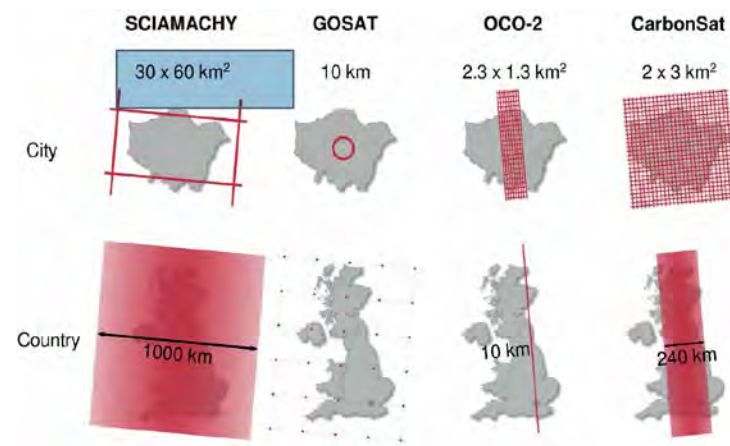 SCIAMACHY GOSAT OCO-2 CarbonSat
30 x 60 km² 10 km 2.3 x 1.3 km² 2 x 3 km²
City
Country
1000 km 10 km 240 km